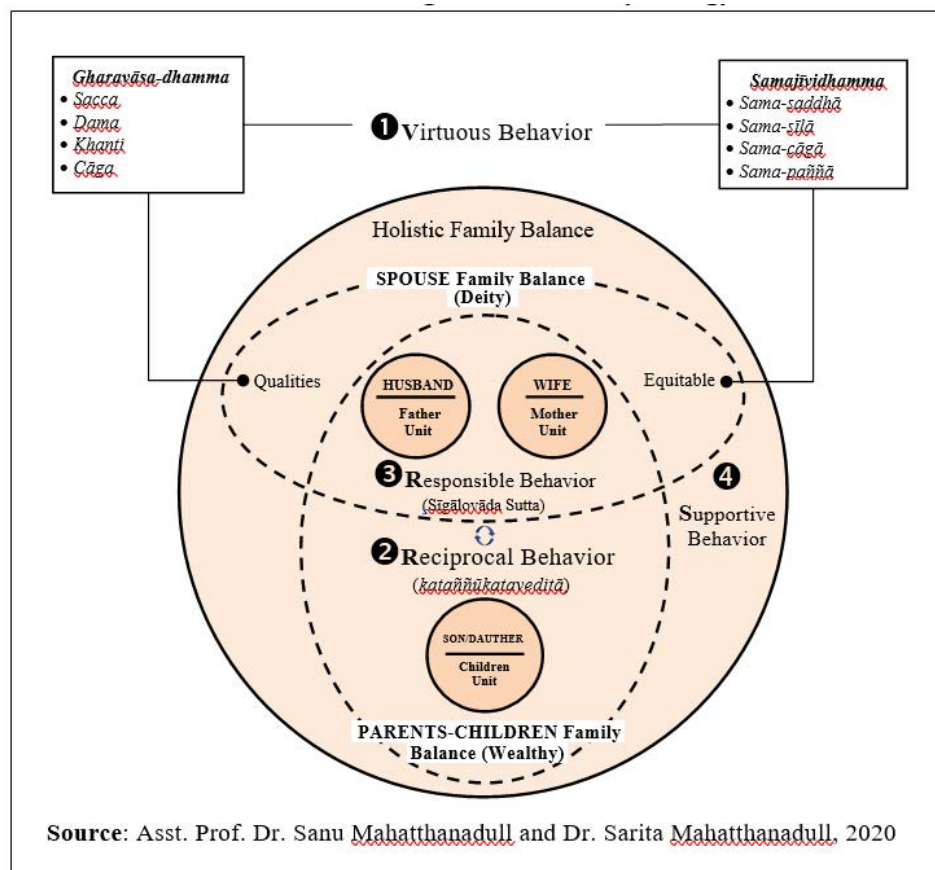 Gharavāsa-dhamma
• Sacca
• Dama
• Khanti
• Cāga
Samajīvidhamma
• Sama-saddhā
• Sama-sīlā
• Sama-cāgā
• Sama-paññā
❶Virtuous Behavior
Holistic Family Balance
SPOUSE Family Balance
(Deity)
Qualities
Equitable
HUSBAND
Father
Unit
WIFE
Mother
Unit
❸Responsible Behavior
(Sīgālovāda Sutta)
❹
Supportive
Behavior
❷Reciprocal Behavior
(kataññūkataveditā)
SON/DAUTHER
Children
Unit
PARENTS-CHILDREN Family
Balance (Wealthy)
Source: Asst. Prof. Dr. Sanu Mahatthanadull and Dr. Sarita Mahatthanadull, 2020